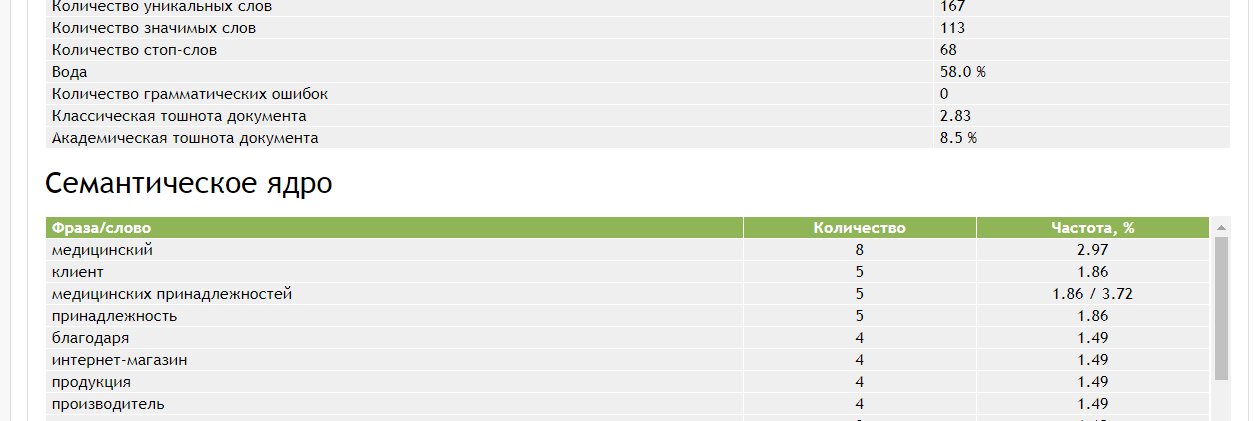 Количество уникальных слов 167
Количество значимых слов 113
Количество стоп-слов 68
Вода 58.0 %
Количество грамматических ошибок 0
Классическая тошнота документа 2.83
Академическая тошнота документа 8.5 %
Семантическое ядро
Фраза/слово Количество Частота, %
медицинский 8 2.97
клиент 5 1.86
медицинских принадлежностей 5 1.86 / 3.72
принадлежность 5 1.86
благодаря 4 1.49
интернет-магазин 4 1.49
продукция 4 1.49
производитель 4 1.49